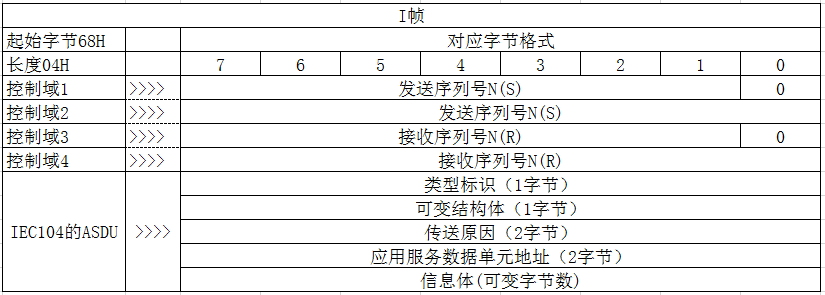 I帧
起始字节68H 对应字节格式
长度04H 7 6 5 4 3 2 1 0
控制域1 >>>> 发送序列号N(S) 0
控制域2 >>>> 发送序列号N(S)
控制域3 >>>> 接收序列号N(R) 0
控制域4 >>>> 接收序列号N(R)
IEC104的ASDU >>>> 类型标识（1字节）
可变结构体（1字节）
传送原因（2字节）
应用服务数据单元地址（2字节）
信息体(可变字节数)